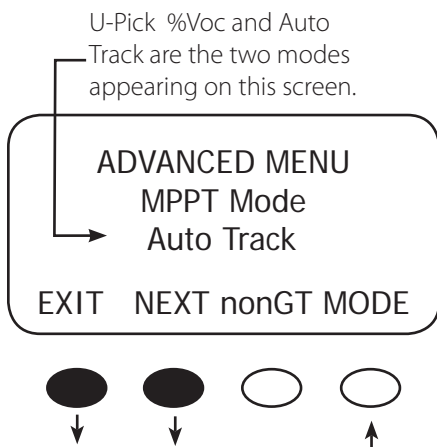 U-Pick %Voc and Auto
Track are the two modes
appearing on this screen.
ADVANCED MENU
MPPT Mode
Auto Track
EXIT NEXT nonGT MODE